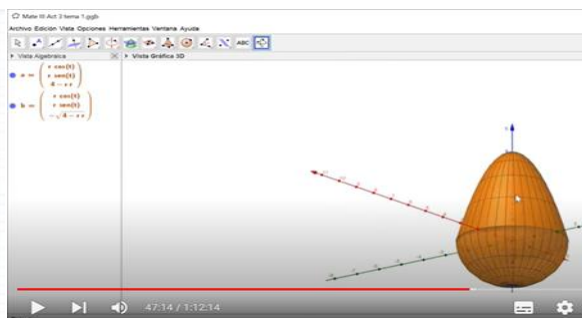 Mate III Act 3 tema 1.ggb
Archivo Edición Vista Opciones Herramientas Ventana Ayuda
ABC
Vista Algebraica
Vista Gráfica 3D
a = ( r cos(t)
r sen(t)
4 − r r )
b = ( r cos(t)
r sen(t)
−√4 − r r )
47:14 / 1:12:14